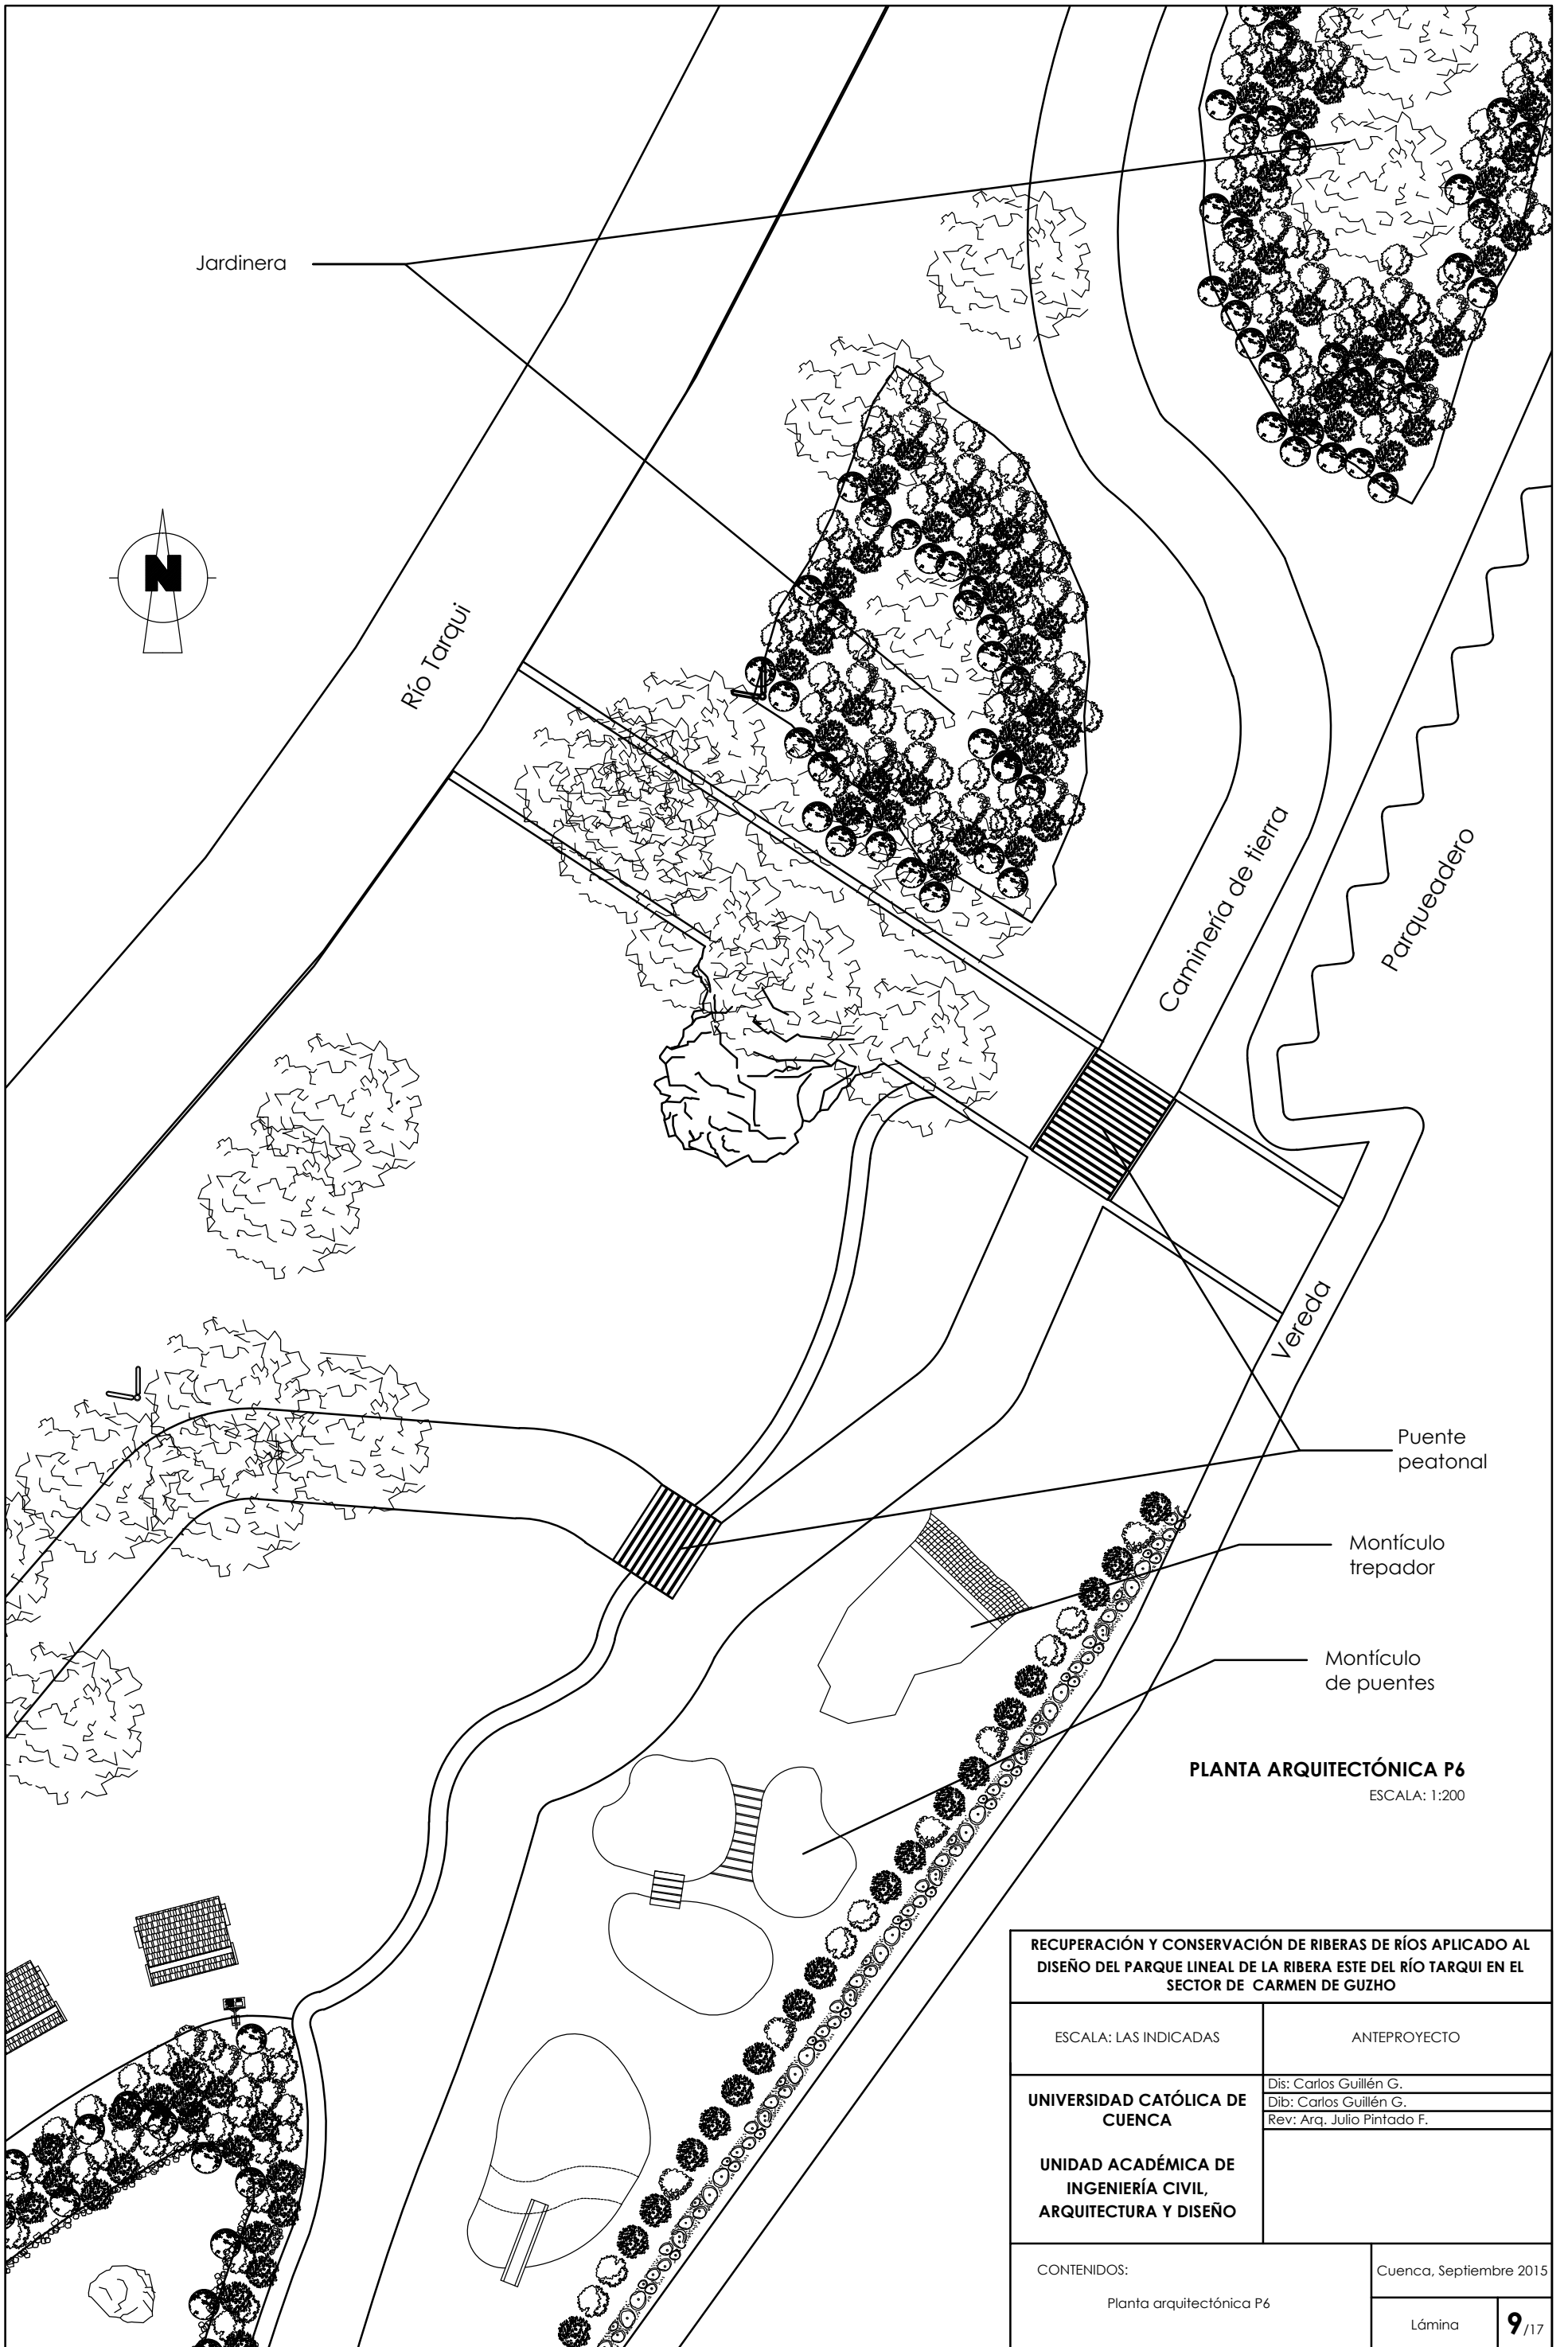 Jardinera
N
Río Tarqui
Caminería de tierra
Parqueadero
Vereda
Puente
peatonal
Montículo
trepador
Montículo
de puentes
PLANTA ARQUITECTÓNICA P6
ESCALA: 1:200
RECUPERACIÓN Y CONSERVACIÓN DE RIBERAS DE RÍOS APLICADO AL
DISEÑO DEL PARQUE LINEAL DE LA RIBERA ESTE DEL RÍO TARQUI EN EL
SECTOR DE CARMEN DE GUZHO
ESCALA: LAS INDICADAS
ANTEPROYECTO
UNIVERSIDAD CATÓLICA DE
CUENCA
UNIDAD ACADÉMICA DE
INGENIERÍA CIVIL,
ARQUITECTURA Y DISEÑO
Dis: Carlos Guillén G.
Dib: Carlos Guillén G.
Rev: Arq. Julio Pintado F.
CONTENIDOS:
Planta arquitectónica P6
Cuenca, Septiembre 2015
Lámina
9/17